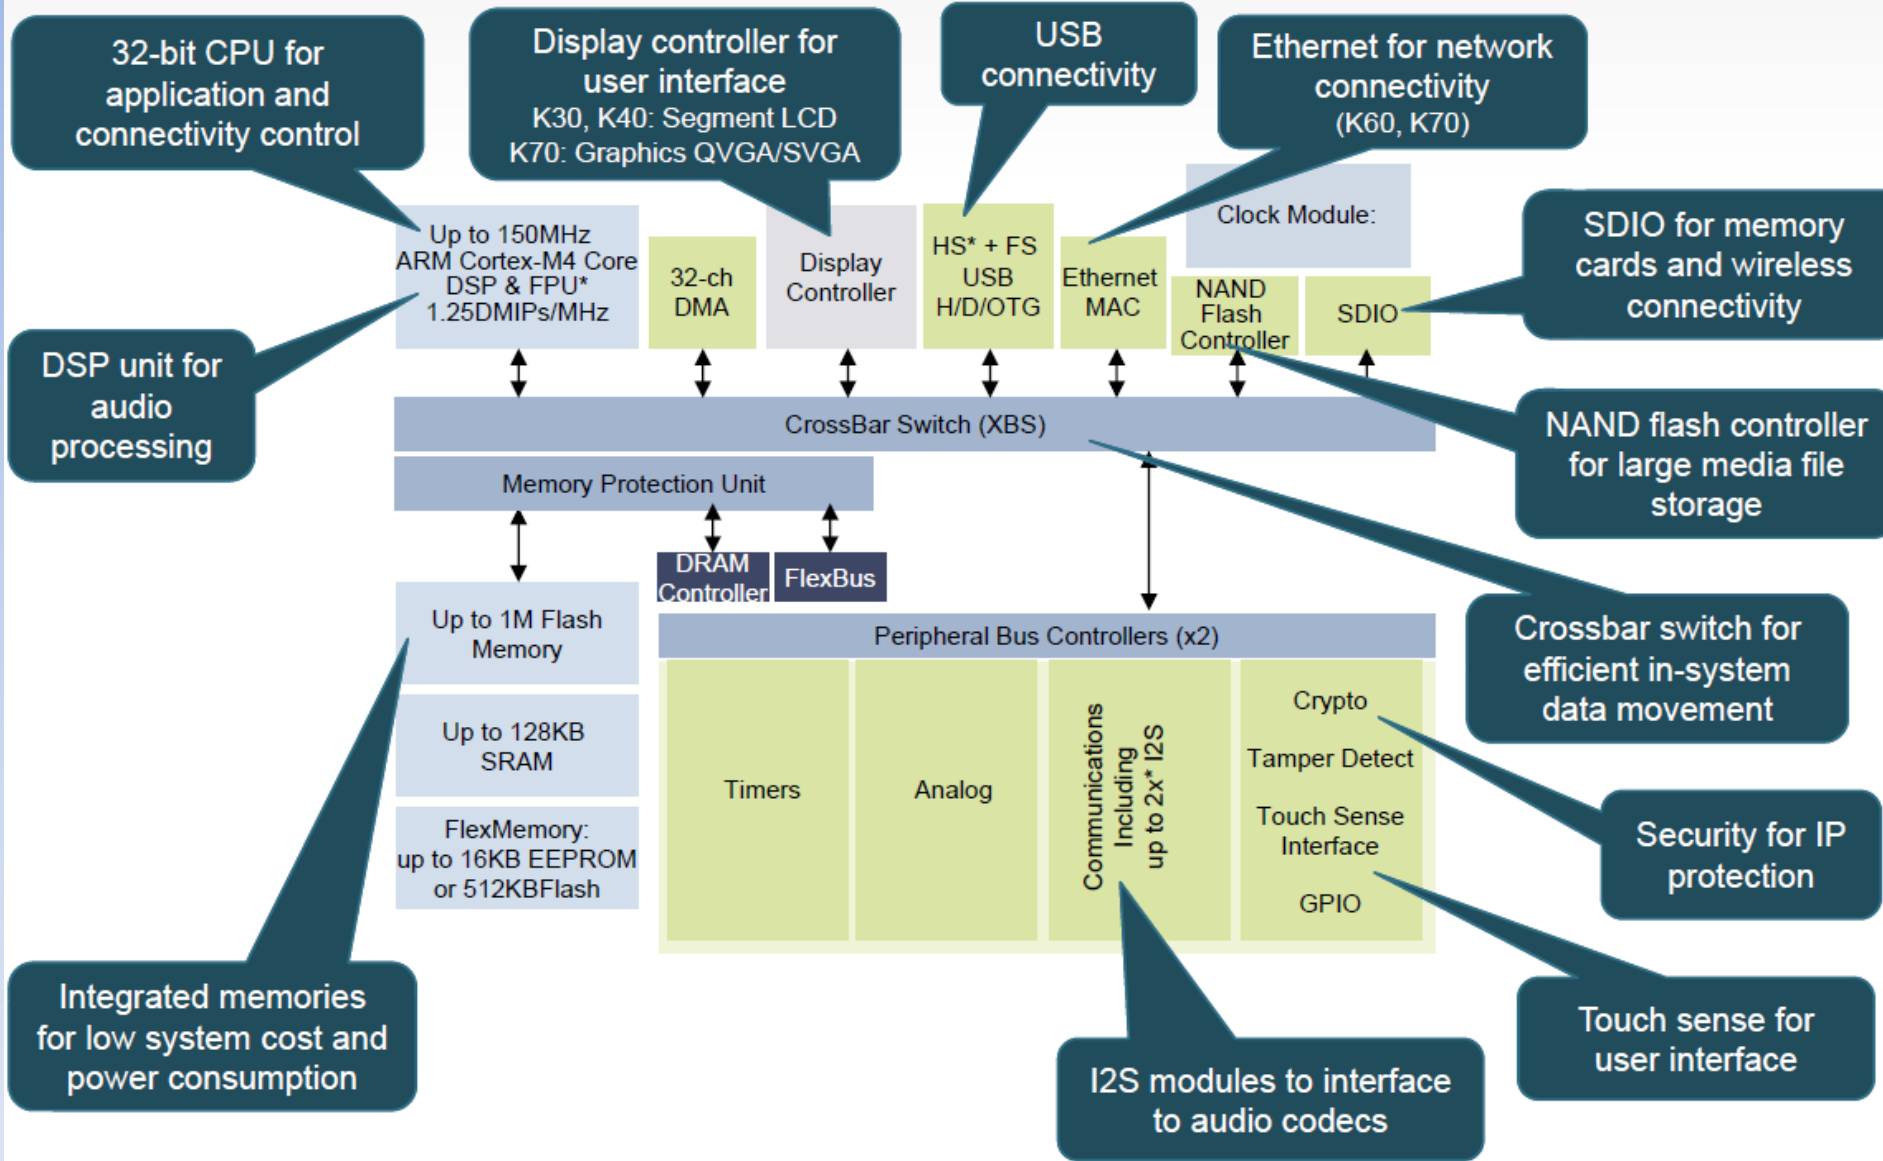 32-bit CPU for
application and
connectivity control
Display controller for
user interface
K30, K40: Segment LCD
K70: Graphics QVGA/SVGA
USB
connectivity
Ethernet for network
connectivity
(K60, K70)
SDIO for memory
cards and wireless
connectivity
DSP unit for
audio
processing
Up to 150MHz
ARM Cortex-M4 Core
DSP & FPU*
1.25DMIPs/MHz
32-ch
DMA
Display
Controller
HS* + FS
USB
H/D/OTG
Ethernet
MAC
Clock Module:
NAND
Flash
Controller
SDIO
NAND flash controller
for large media file
storage
CrossBar Switch (XBS)
Memory Protection Unit
DRAM
Controller
FlexBus
Crossbar switch for
efficient in-system
data movement
Up to 1M Flash
Memory
Up to 128KB
SRAM
FlexMemory:
up to 16KB EEPROM
or 512KBFlash
Peripheral Bus Controllers (x2)
Timers
Analog
Communications
Including
up to 2x* I2S
Crypto
Tamper Detect
Touch Sense
Interface
GPIO
Security for IP
protection
Integrated memories
for low system cost and
power consumption
I2S modules to interface
to audio codecs
Touch sense for
user interface